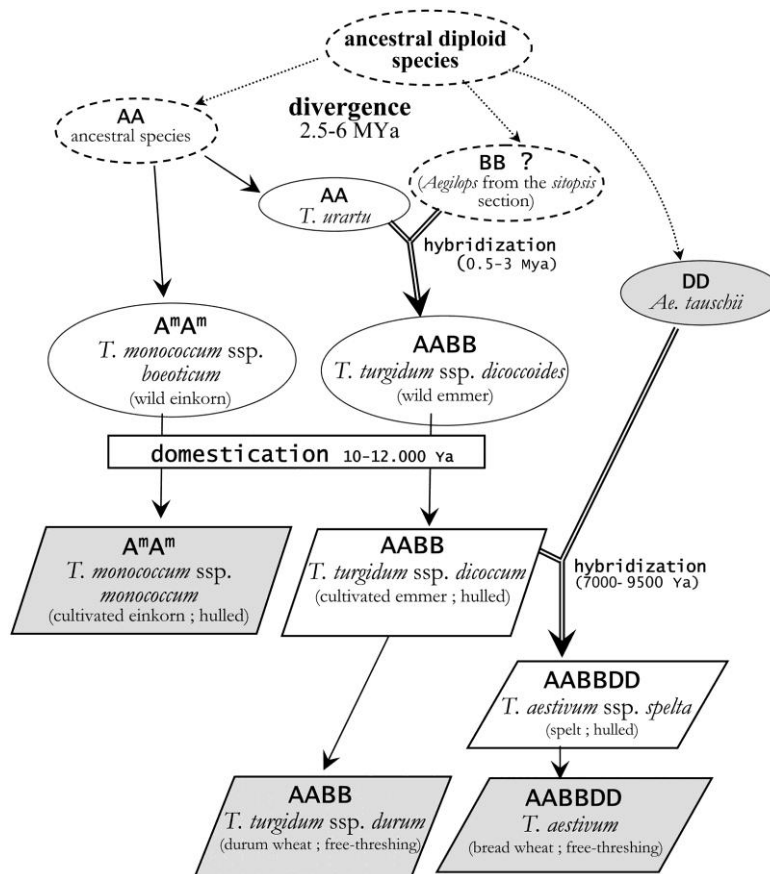 ancestral diploid
species
divergence
2.5-6 MYa
AA
ancestral species
BB ?
(Aegilops from the sitopsis
section)
AA
T. urartu
hybridization
(0.5-3 Mya)
DD
Ae. tauschii
AᵐAᵐ
T. monococcum ssp.
boeoticum
(wild einkorn)
AABB
T. turgidum ssp. dicoccoides
(wild emmer)
domestication 10-12.000 Ya
AᵐAᵐ
T. monococcum ssp.
monococcum
(cultivated einkorn ; hulled)
AABB
T. turgidum ssp. dicoccum
(cultivated emmer ; hulled)
hybridization
(7000-9500 Ya)
AABBDD
T. aestivum ssp. spelta
(spelt ; hulled)
AABB
T. turgidum ssp. durum
(durum wheat ; free-threshing)
AABBDD
T. aestivum
(bread wheat ; free-threshing)